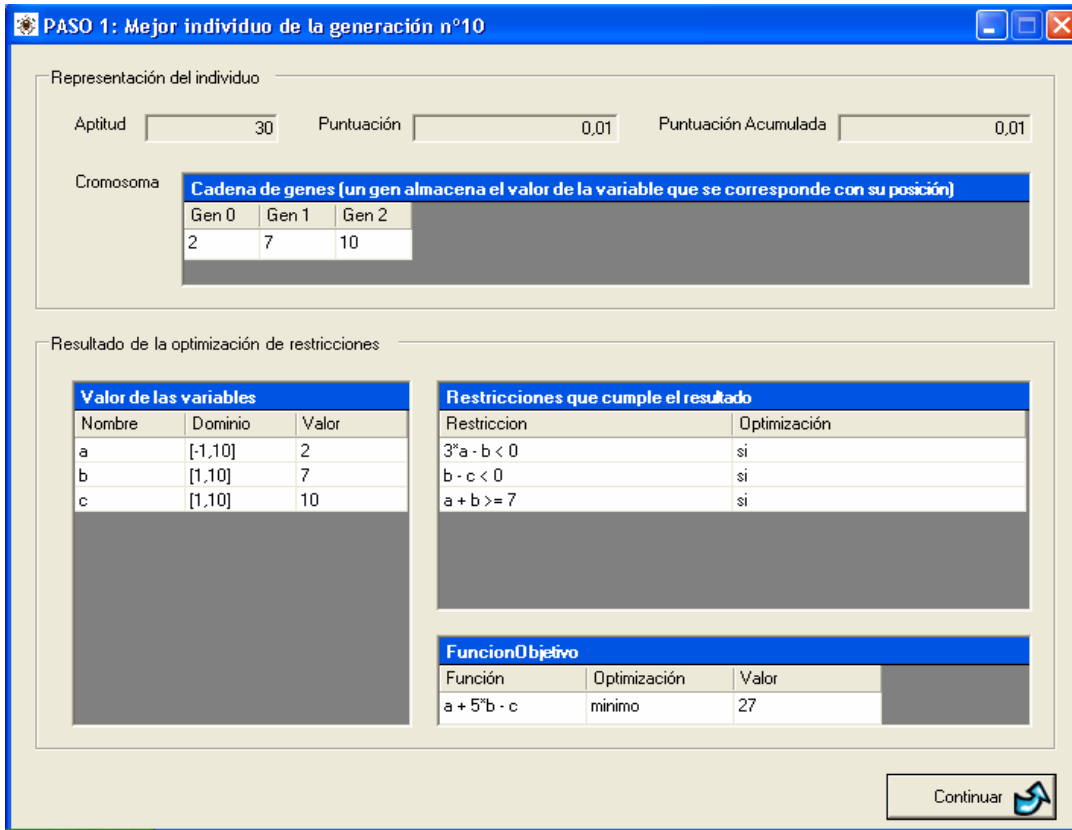 PASO 1: Mejor individuo de la generación nº10
Representación del individuo
Aptitud 30 Puntuación 0,01 Puntuación Acumulada 0,01
Cromosoma
Cadena de genes (un gen almacena el valor de la variable que se corresponde con su posición)
Gen 0 Gen 1 Gen 2
2 7 10
Resultado de la optimización de restricciones
Valor de las variables
Nombre Dominio Valor
a [-1,10] 2
b [1,10] 7
c [1,10] 10
Restricciones que cumple el resultado
Restriccion Optimización
3*a - b < 0 si
b - c < 0 si
a + b >= 7 si
FuncionObjetivo
Función Optimización Valor
a + 5*b - c minimo 27
Continuar